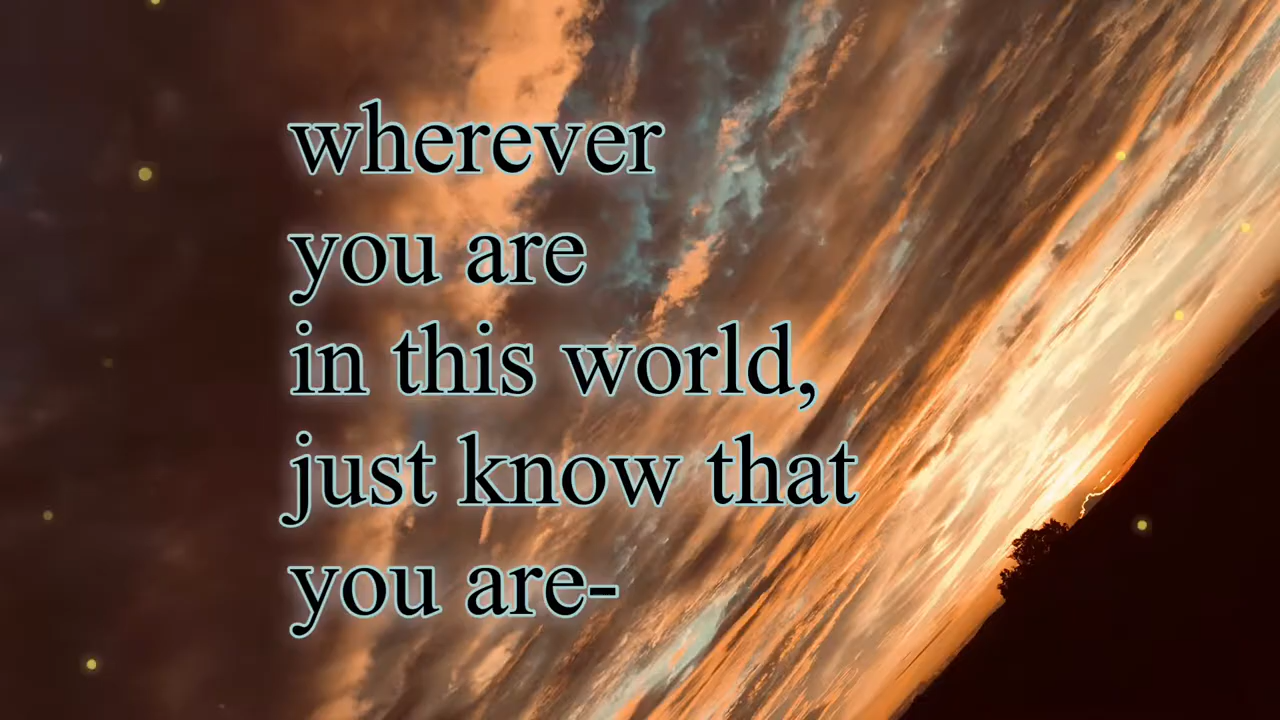 wherever
you are
in this world,
just know that
you are-